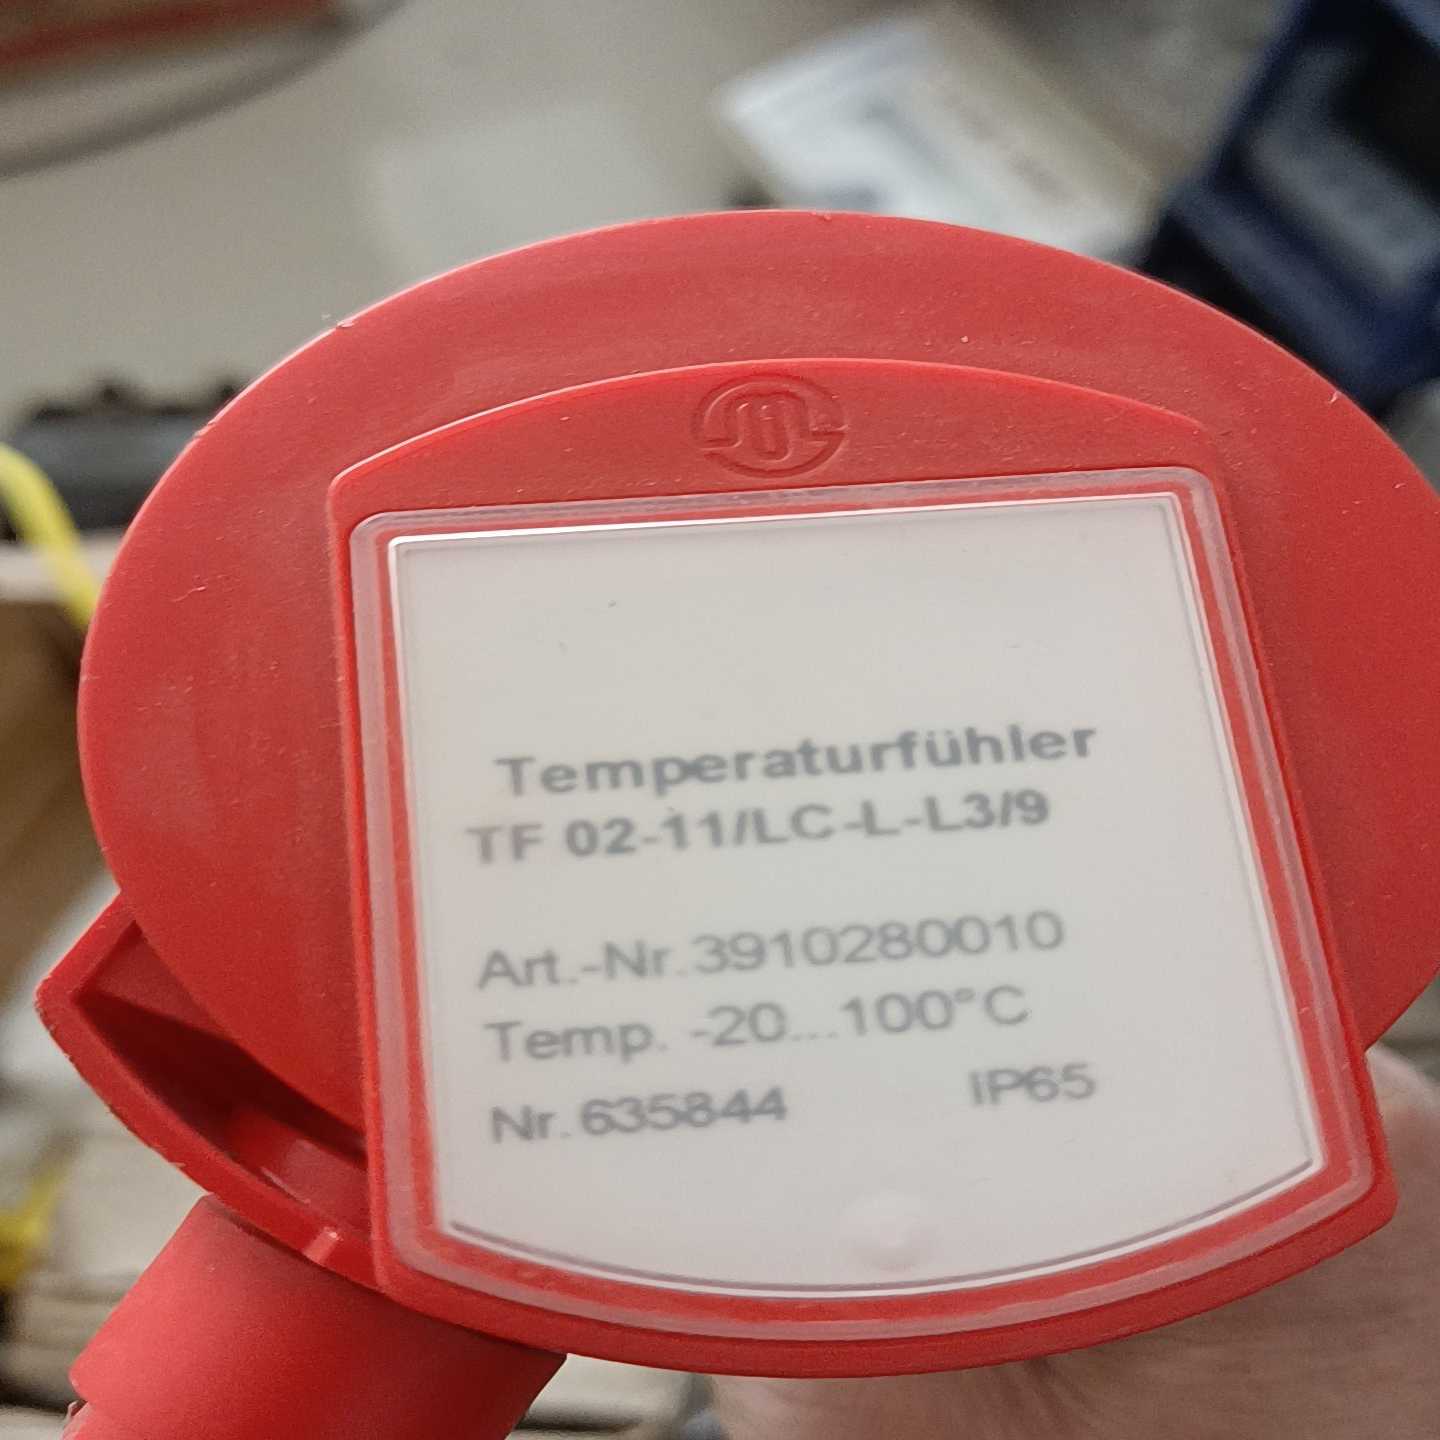 Temperaturfühler
TF 02-11/LC-L-L3/9
Art.-Nr.3910280010
Temp. -20...100°C
Nr.635844 IP65